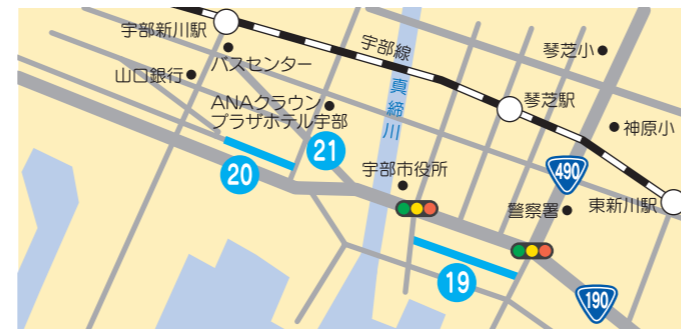 宇部新川駅
バスセンター
山口銀行
宇部線
琴芝小
ANAクラウン
プラザホテル宇部
真締川
琴芝駅
神原小
21
20
宇部市役所
490
警察署
東新川駅
19
190